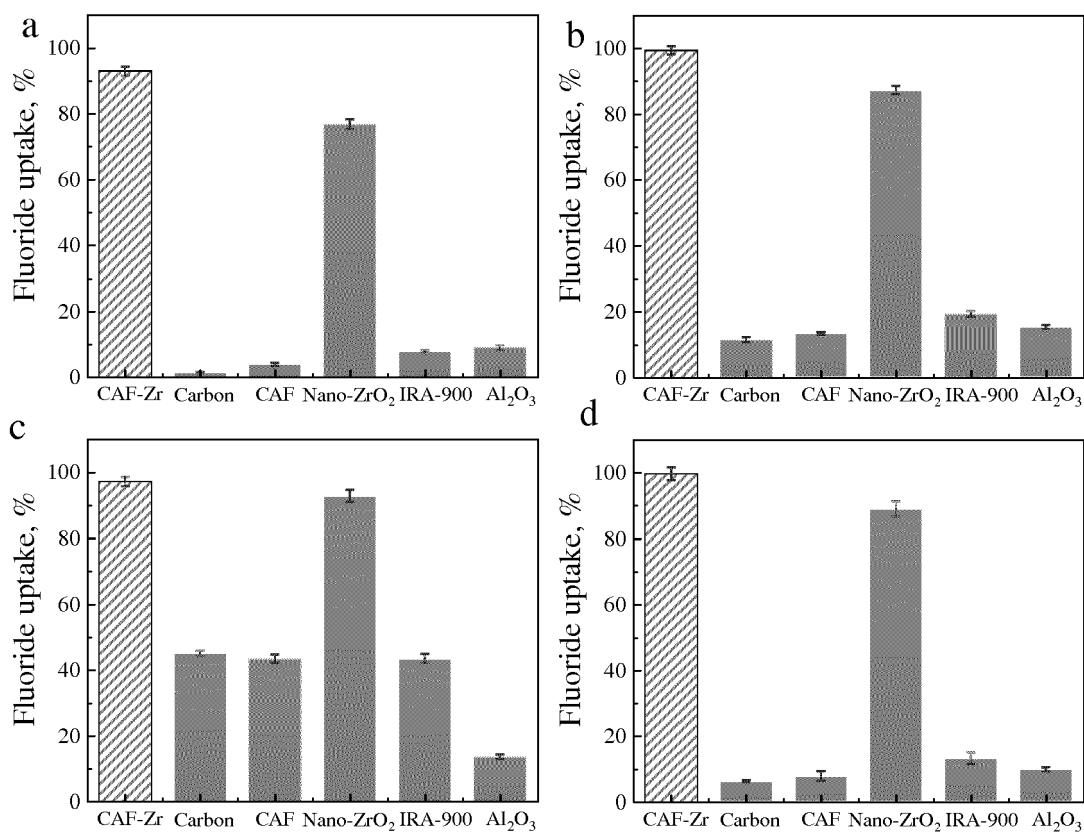 a
Fluoride uptake, %
100
80
60
40
20
0
CAF-Zr Carbon CAF Nano-ZrO₂ IRA-900 Al₂O₃
b
Fluoride uptake, %
100
80
60
40
20
0
CAF-Zr Carbon CAF Nano-ZrO₂ IRA-900 Al₂O₃
c
Fluoride uptake, %
100
80
60
40
20
0
CAF-Zr Carbon CAF Nano-ZrO₂ IRA-900 Al₂O₃
d
Fluoride uptake, %
100
80
60
40
20
0
CAF-Zr Carbon CAF Nano-ZrO₂ IRA-900 Al₂O₃